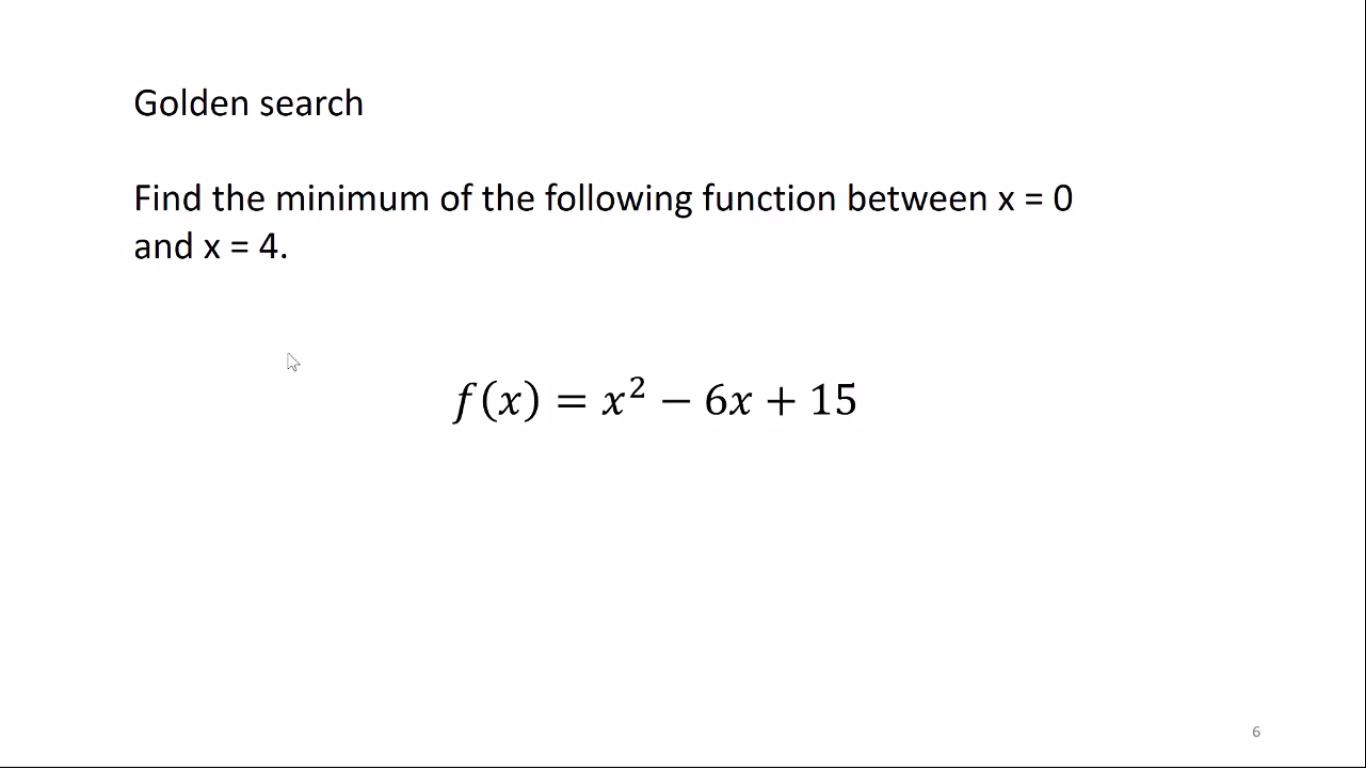 Golden search
Find the minimum of the following function between x = 0
and x = 4.
f(x) = x² − 6x + 15
6